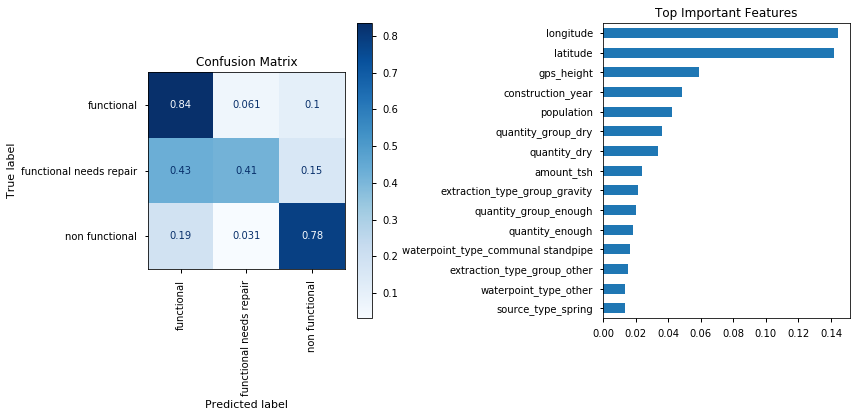 Confusion Matrix
True label
functional
functional needs repair
non functional
0.84 0.061 0.1
0.43 0.41 0.15
0.19 0.031 0.78
functional
functional needs repair
non functional
Predicted label
0.8
0.7
0.6
0.5
0.4
0.3
0.2
0.1
Top Important Features
longitude
latitude
gps_height
construction_year
population
quantity_group_dry
quantity_dry
amount_tsh
extraction_type_group_gravity
quantity_group_enough
quantity_enough
waterpoint_type_communal standpipe
extraction_type_group_other
waterpoint_type_other
source_type_spring
0.00 0.02 0.04 0.06 0.08 0.10 0.12 0.14